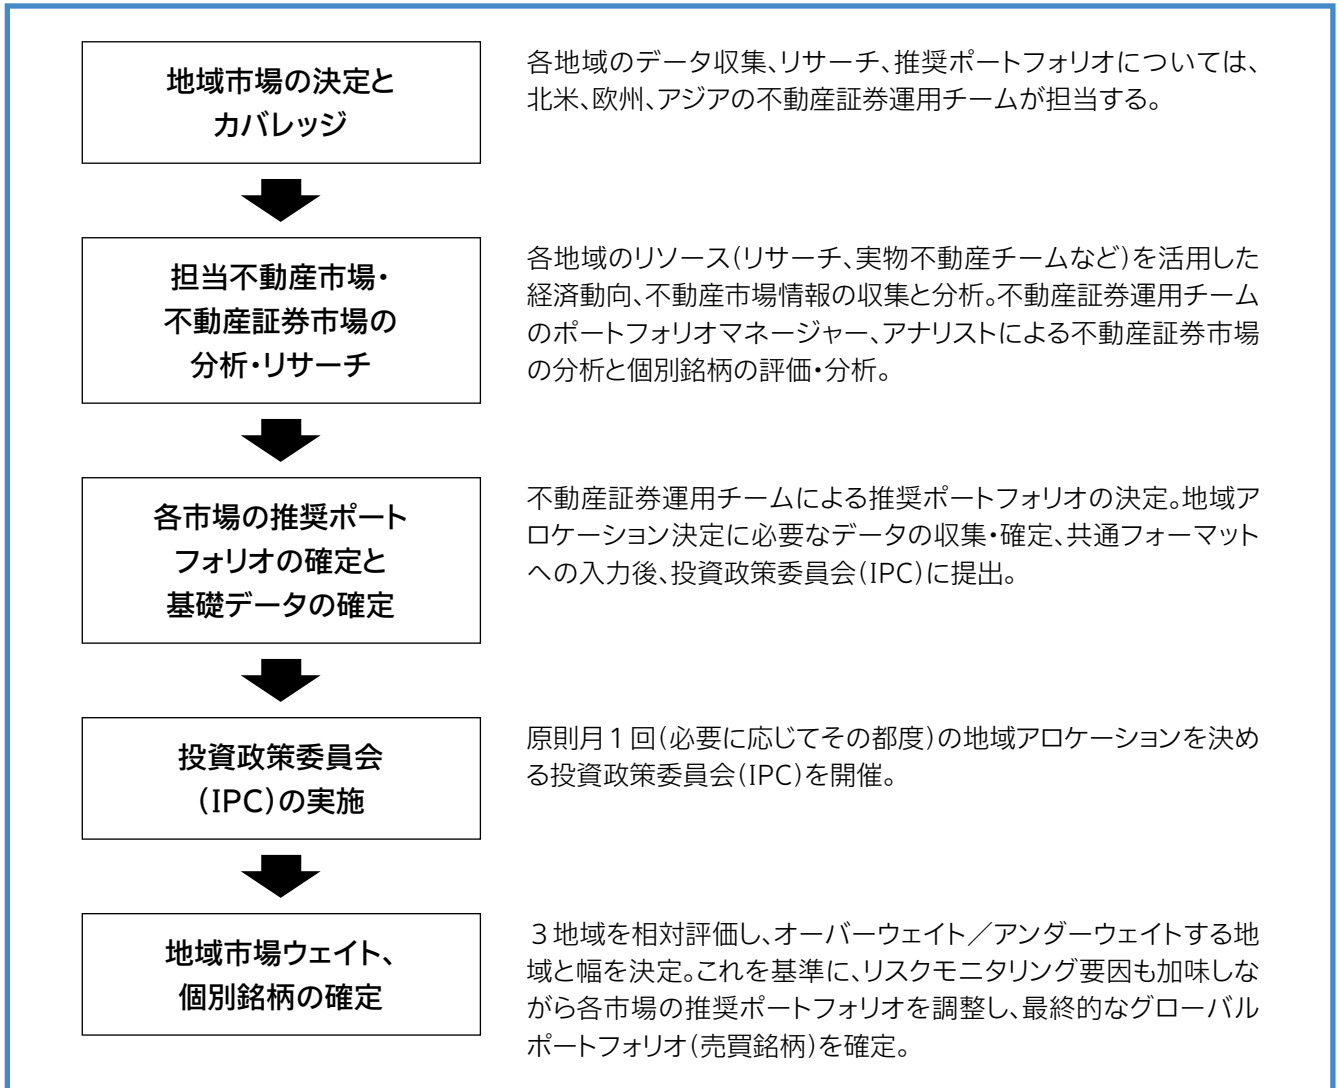 地域市場の決定と
カバレッジ
各地域のデータ収集、リサーチ、推奨ポートフォリオについては、
北米、欧州、アジアの不動産証券運用チームが担当する。
担当不動産市場・
不動産証券市場の
分析・リサーチ
各地域のリソース(リサーチ、実物不動産チームなど)を活用した
経済動向、不動産市場情報の収集と分析。不動産証券運用チーム
のポートフォリオマネージャー、アナリストによる不動産証券市場
の分析と個別銘柄の評価・分析。
各市場の推奨ポート
フォリオの確定と
基礎データの確定
不動産証券運用チームによる推奨ポートフォリオの決定。地域ア
ロケーション決定に必要なデータの収集・確定、共通フォーマット
への入力後、投資政策委員会(IPC)に提出。
投資政策委員会
(IPC)の実施
原則月1回(必要に応じてその都度)の地域アロケーションを決め
る投資政策委員会(IPC)を開催。
地域市場ウェイト、
個別銘柄の確定
3地域を相対評価し、オーバーウェイト/アンダーウェイトする地
域と幅を決定。これを基準に、リスクモニタリング要因も加味しな
がら各市場の推奨ポートフォリオを調整し、最終的なグローバル
ポートフォリオ(売買銘柄)を確定。